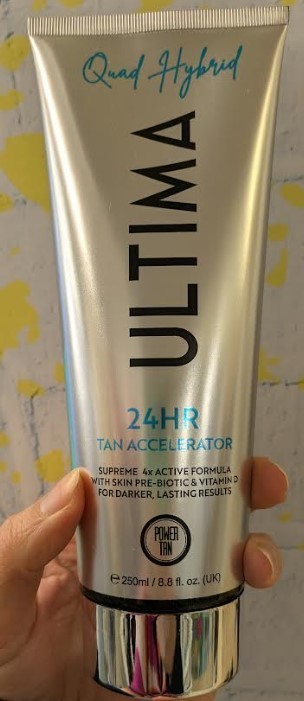 Quad Hybrid
ULTIMA
24HR
TAN ACCELERATOR
SUPREME 4x ACTIVE FORMULA
WITH SKIN PRE-BIOTIC & VITAMIN D
FOR DARKER, LASTING RESULTS
POWER
TAN
℮ 250ml / 8.8 fl. oz. (UK)